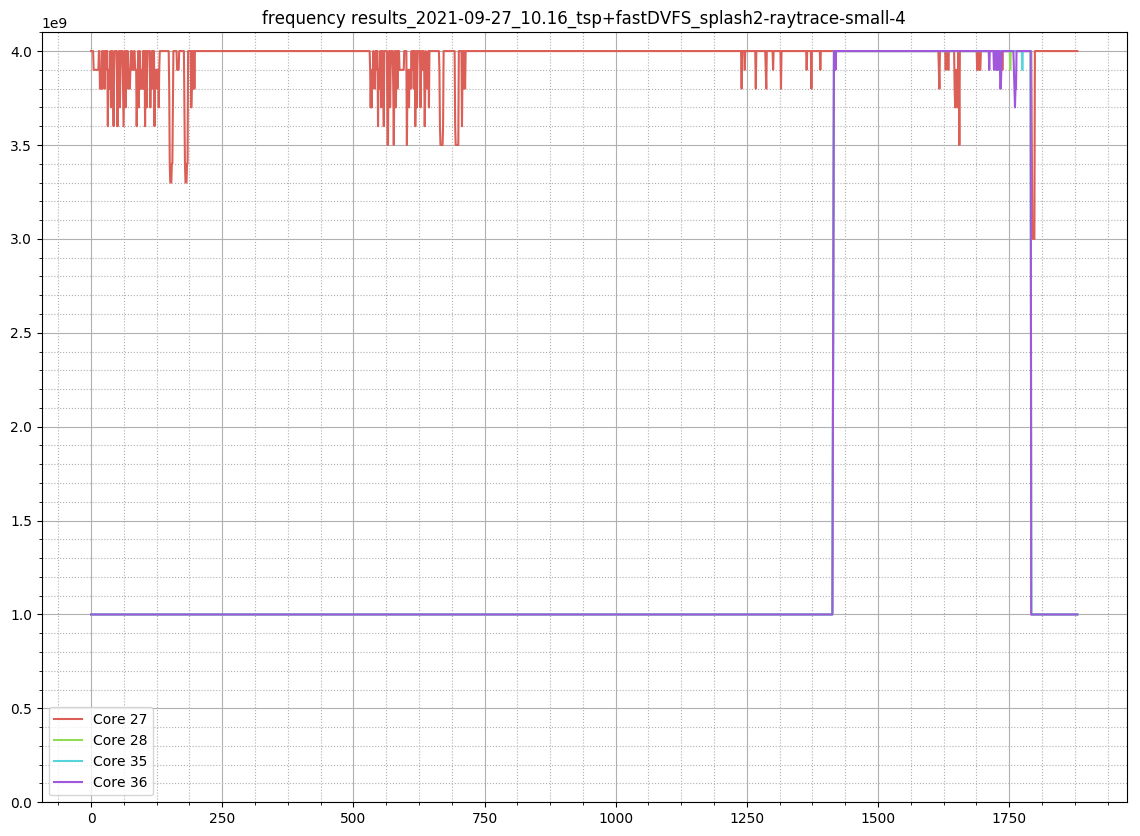 frequency results_2021-09-27_10.16_tsp+fastDVFS_splash2-raytrace-small-4
1e9
4.0
3.5
3.0
2.5
2.0
1.5
1.0
0.5
0.0
Core 27
Core 28
Core 35
Core 36
0 250 500 750 1000 1250 1500 1750